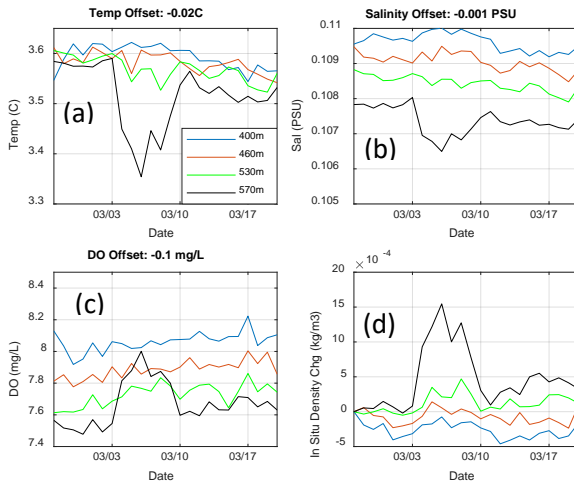 Temp Offset: -0.02C
3.6
3.5
3.4
3.3
Temp (C)
(a)
400m
460m
530m
570m
03/03
03/10
03/17
Date
Salinity Offset: -0.001 PSU
0.11
0.109
0.108
0.107
0.106
0.105
Sal (PSU)
(b)
03/03
03/10
03/17
Date
DO Offset: -0.1 mg/L
8.4
8.2
8
7.8
7.6
7.4
DO (mg/L)
(c)
03/03
03/10
03/17
Date
× 10 -4
20
15
10
5
0
-5
In Situ Density Chg (kg/m3)
(d)
03/03
03/10
03/17
Date